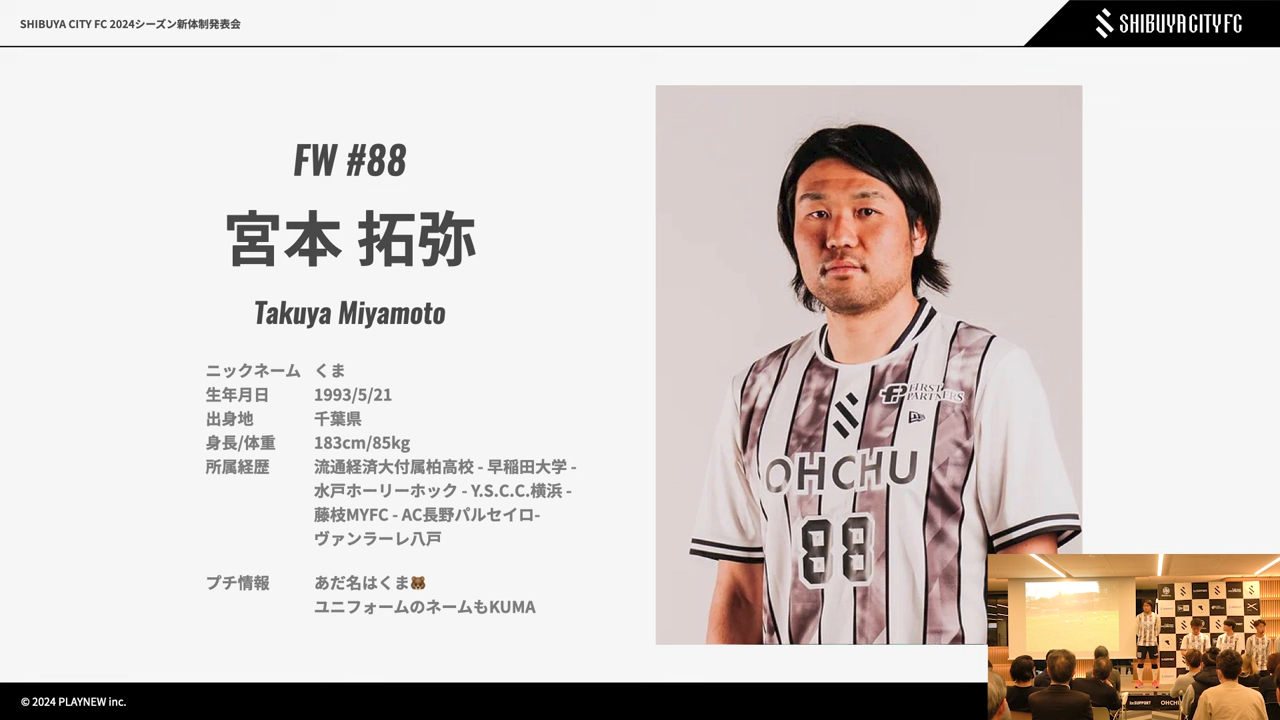 SHIBUYA CITY FC 2024シーズン新体制発表会
SHIBUYA CITY FC
FW #88
宮本 拓弥
Takuya Miyamoto
ニックネーム くま
生年月日 1993/5/21
出身地 千葉県
身長/体重 183cm/85kg
所属経歴 流通経済大付属柏高校 - 早稲田大学 -
水戸ホーリーホック - Y.S.C.C.横浜 -
藤枝MYFC - AC長野パルセイロ-
ヴァンラーレ八戸
プチ情報 あだ名はくま🐻
ユニフォームのネームもKUMA
FIRST
PARTNERS
OHCHU
88
© 2024 PLAYNEW inc.
OHCHU